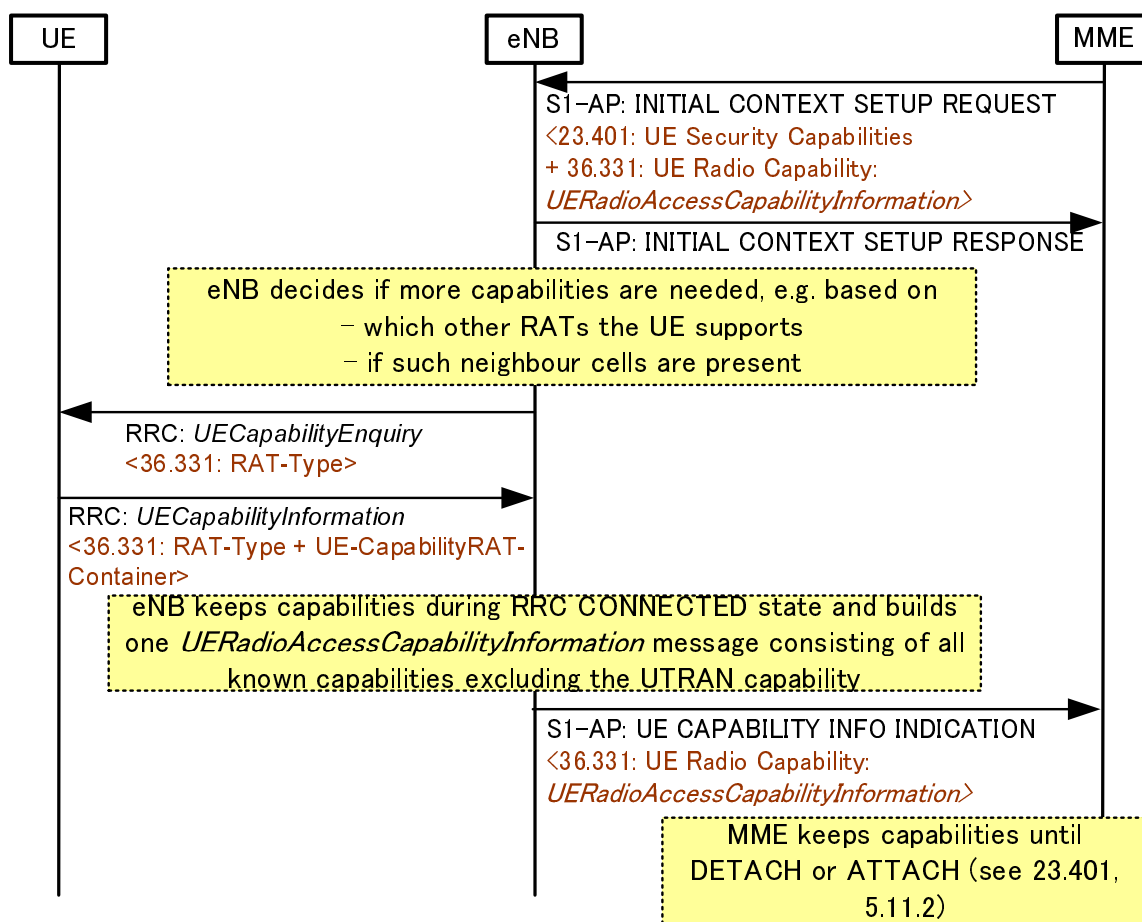 UE
eNB
MME
S1-AP: INITIAL CONTEXT SETUP REQUEST
<23.401: UE Security Capabilities
+ 36.331: UE Radio Capability:
UERadioAccessCapabilityInformation>
S1-AP: INITIAL CONTEXT SETUP RESPONSE
eNB decides if more capabilities are needed, e.g. based on
- which other RATs the UE supports
- if such neighbour cells are present
RRC: UECapabilityEnquiry
<36.331: RAT-Type>
RRC: UECapabilityInformation
<36.331: RAT-Type + UE-CapabilityRAT-
Container>
eNB keeps capabilities during RRC CONNECTED state and builds
one UERadioAccessCapabilityInformation message consisting of all
known capabilities excluding the UTRAN capability
S1-AP: UE CAPABILITY INFO INDICATION
<36.331: UE Radio Capability:
UERadioAccessCapabilityInformation>
MME keeps capabilities until
DETACH or ATTACH (see 23.401,
5.11.2)